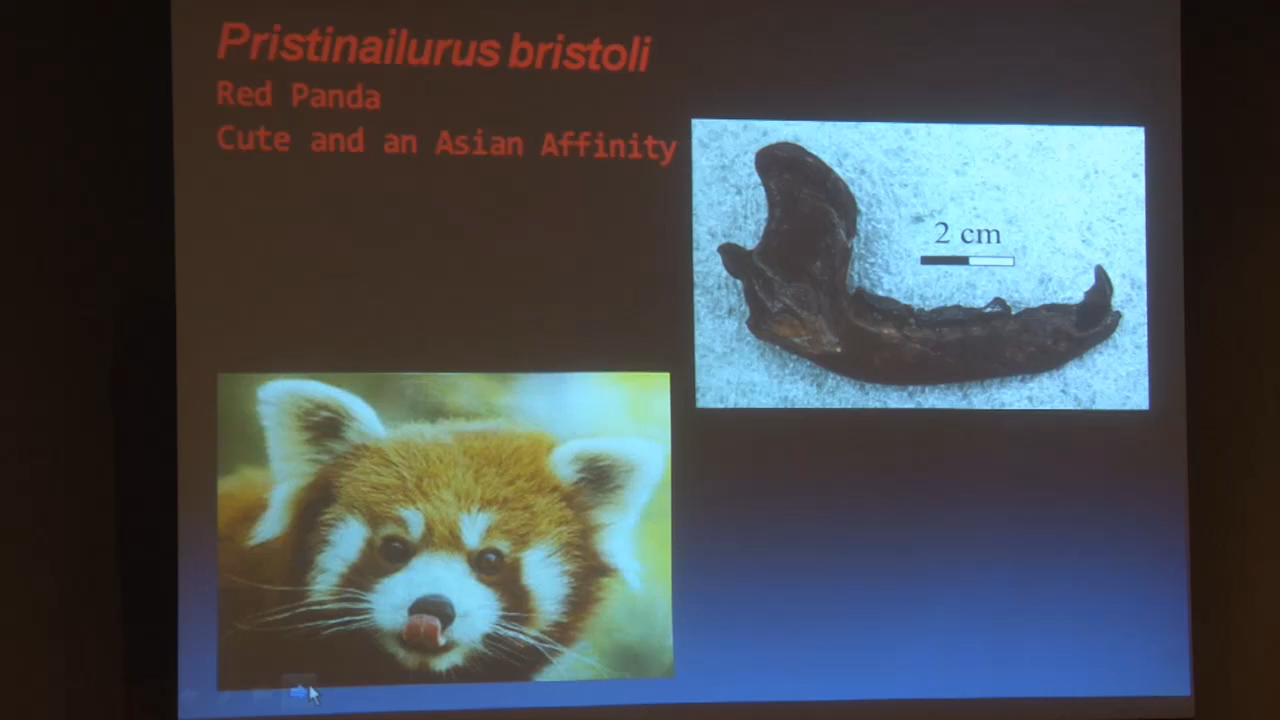 Pristinailurus bristoli
Red Panda
Cute and an Asian Affinity
2 cm